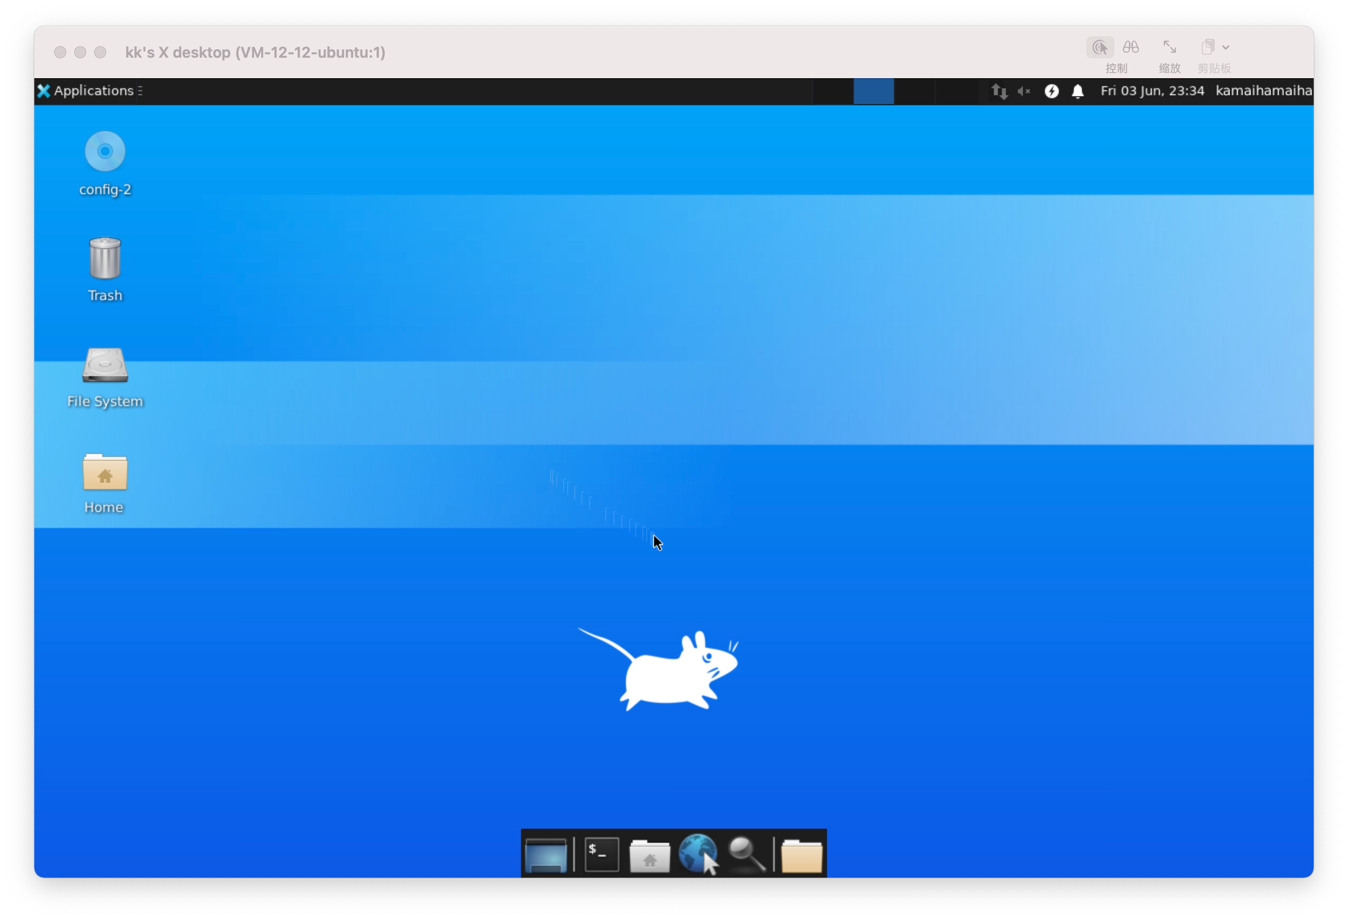 kk's X desktop (VM-12-12-ubuntu:1)
控制
缩放
剪贴板
Applications
Fri 03 Jun, 23:34
kamaihamaiha
config-2
Trash
File System
Home
$_